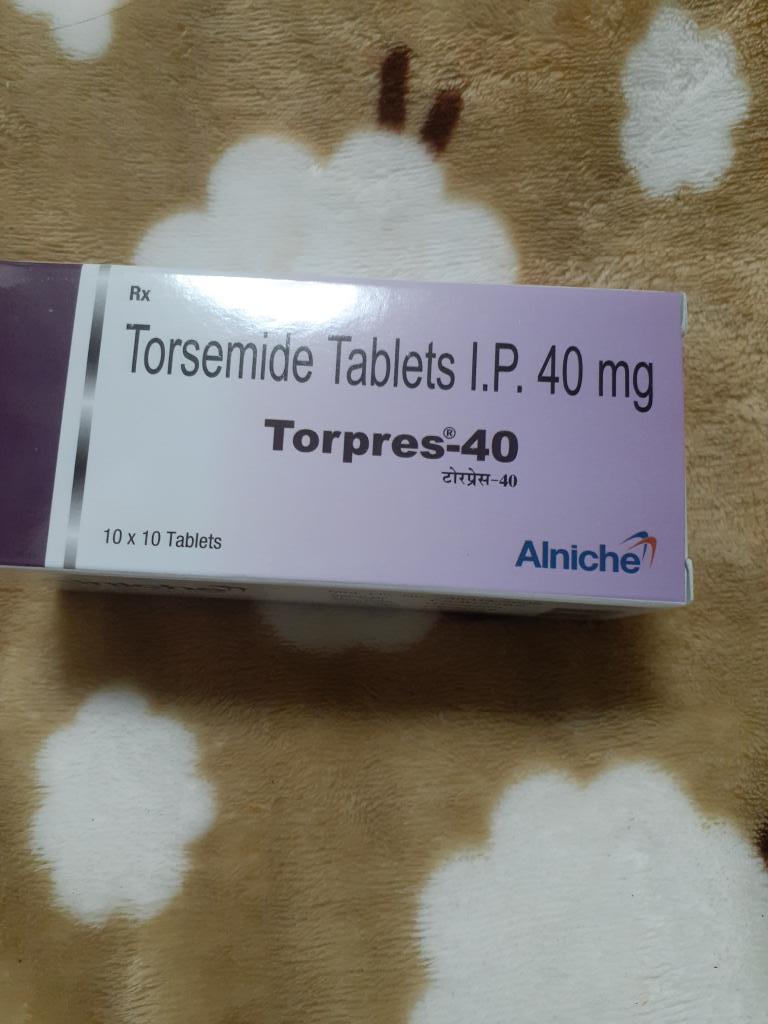 Rx
Torsemide Tablets I.P. 40 mg
Torpres®-40
टोरप्रेस-40
10 x 10 Tablets
Alniche